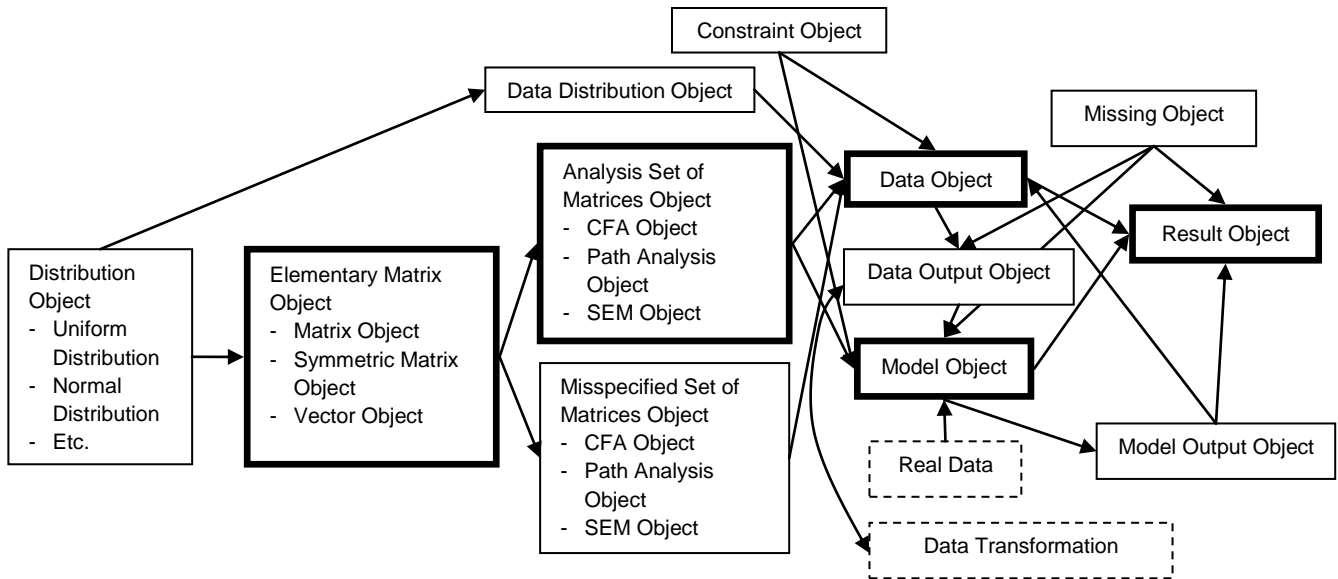 Constraint Object
Data Distribution Object
Missing Object
Analysis Set of
Matrices Object
- CFA Object
- Path Analysis
Object
- SEM Object
Data Object
Result Object
Distribution
Object
- Uniform
Distribution
- Normal
Distribution
- Etc.
Elementary Matrix
Object
- Matrix Object
- Symmetric Matrix
Object
- Vector Object
Data Output Object
Model Object
Misspecified Set of
Matrices Object
- CFA Object
- Path Analysis
Object
- SEM Object
Real Data
Model Output Object
Data Transformation